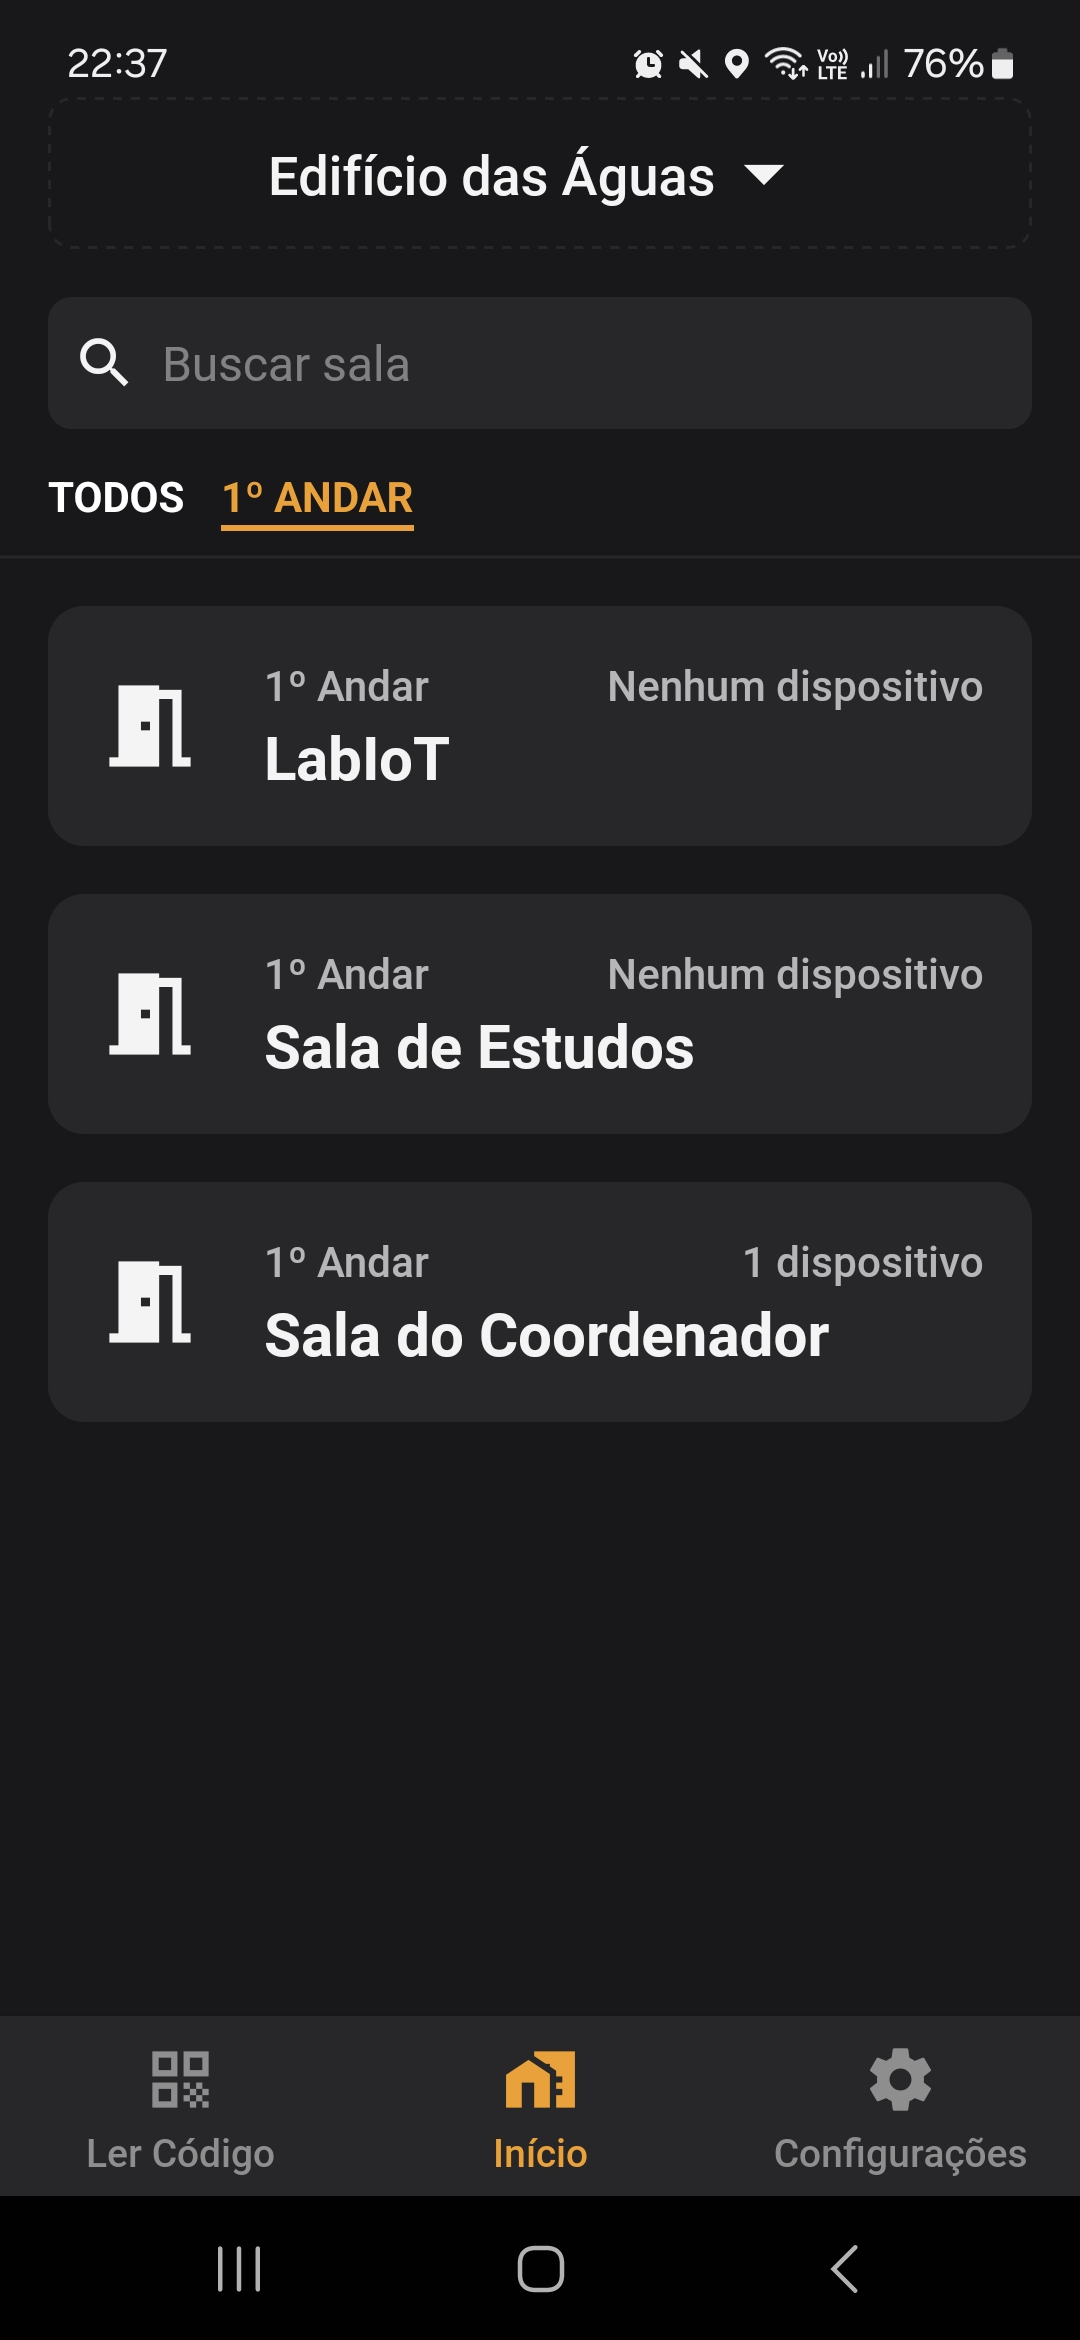 22:37
Vo)) LTE
76%
Edifício das Águas
Buscar sala
TODOS 1º ANDAR
1º Andar Nenhum dispositivo
LabIoT
1º Andar Nenhum dispositivo
Sala de Estudos
1º Andar 1 dispositivo
Sala do Coordenador
Ler Código Início Configurações